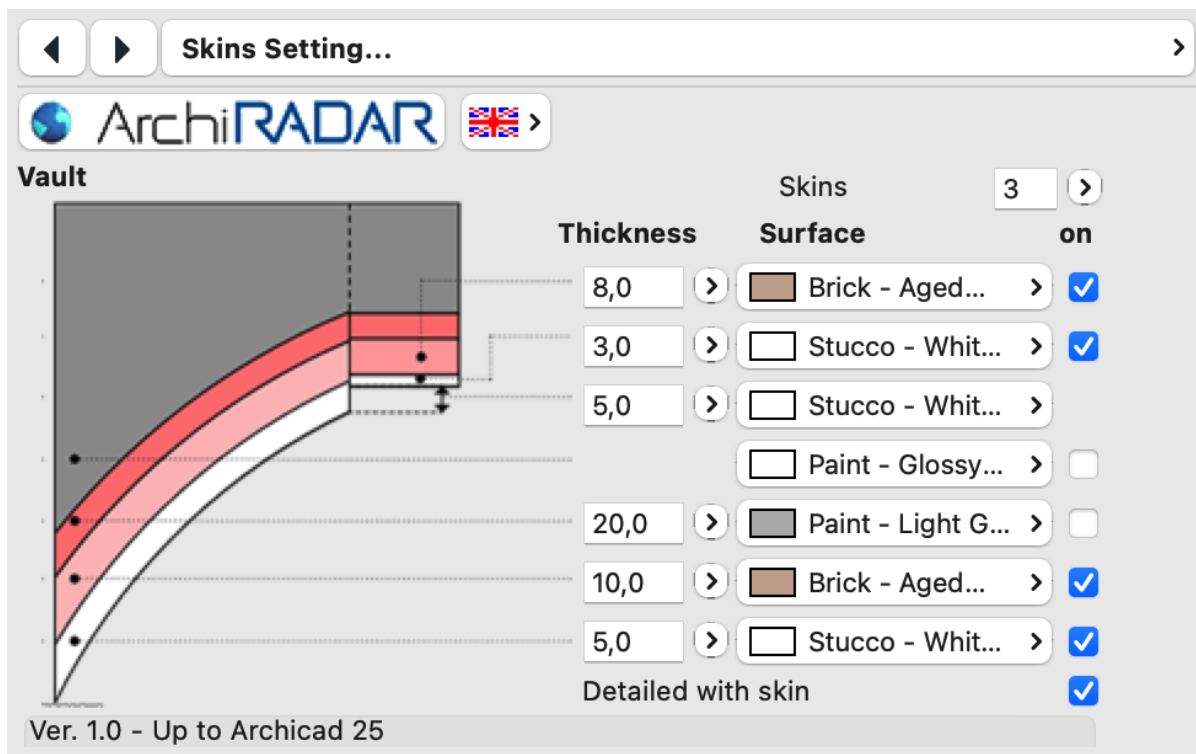 Skins Setting...
ArchiRADAR
Vault
Skins 3
Thickness Surface on
8,0 Brick - Aged...
3,0 Stucco - Whit...
5,0 Stucco - Whit...
Paint - Glossy...
20,0 Paint - Light G...
10,0 Brick - Aged...
5,0 Stucco - Whit...
Detailed with skin
Ver. 1.0 - Up to Archicad 25